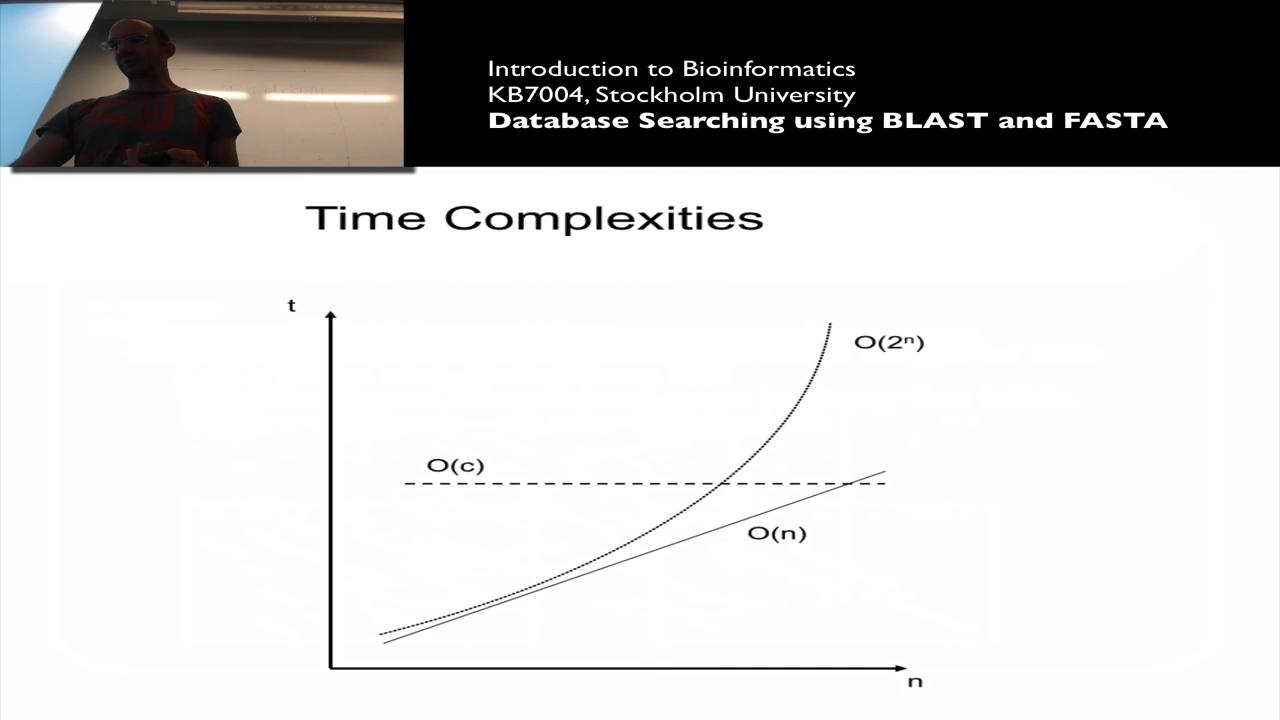 Introduction to Bioinformatics
KB7004, Stockholm University
Database Searching using BLAST and FASTA
Time Complexities
t
O(2ⁿ)
O(c)
O(n)
n